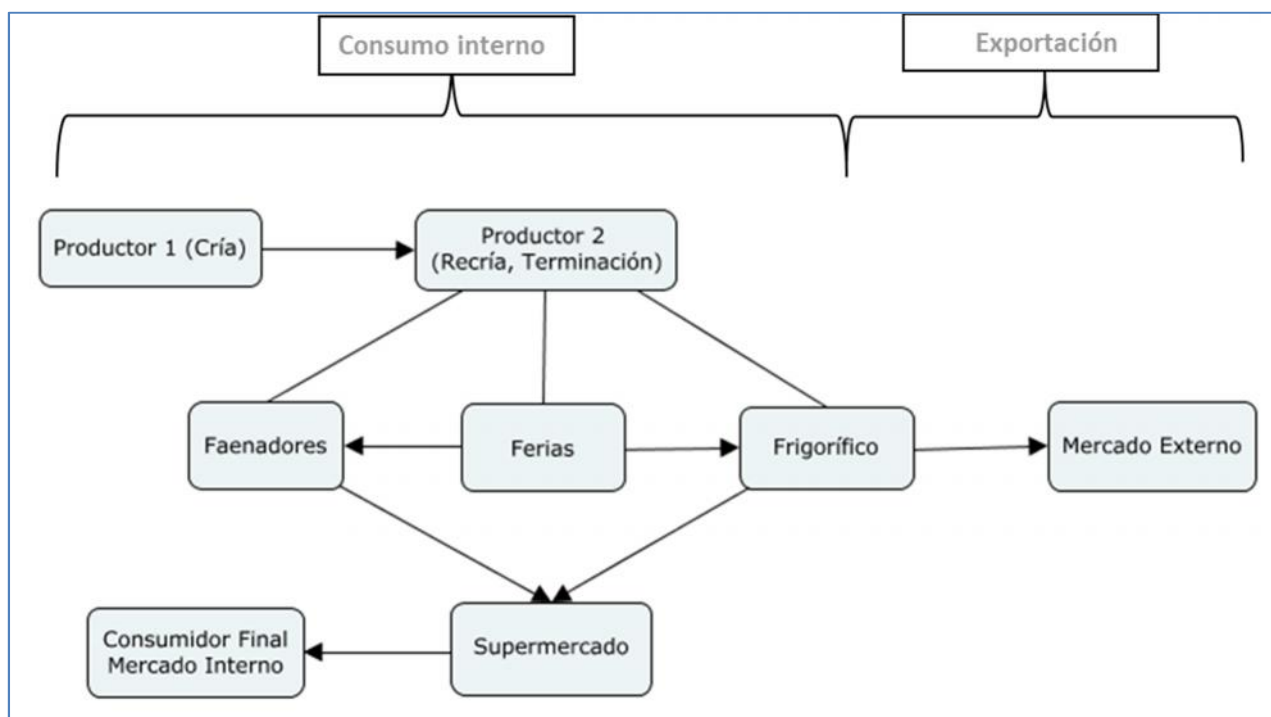 Consumo interno
Exportación
Productor 1 (Cría)
Productor 2
(Recría, Terminación)
Faenadores
Ferias
Frigorífico
Mercado Externo
Consumidor Final
Mercado Interno
Supermercado